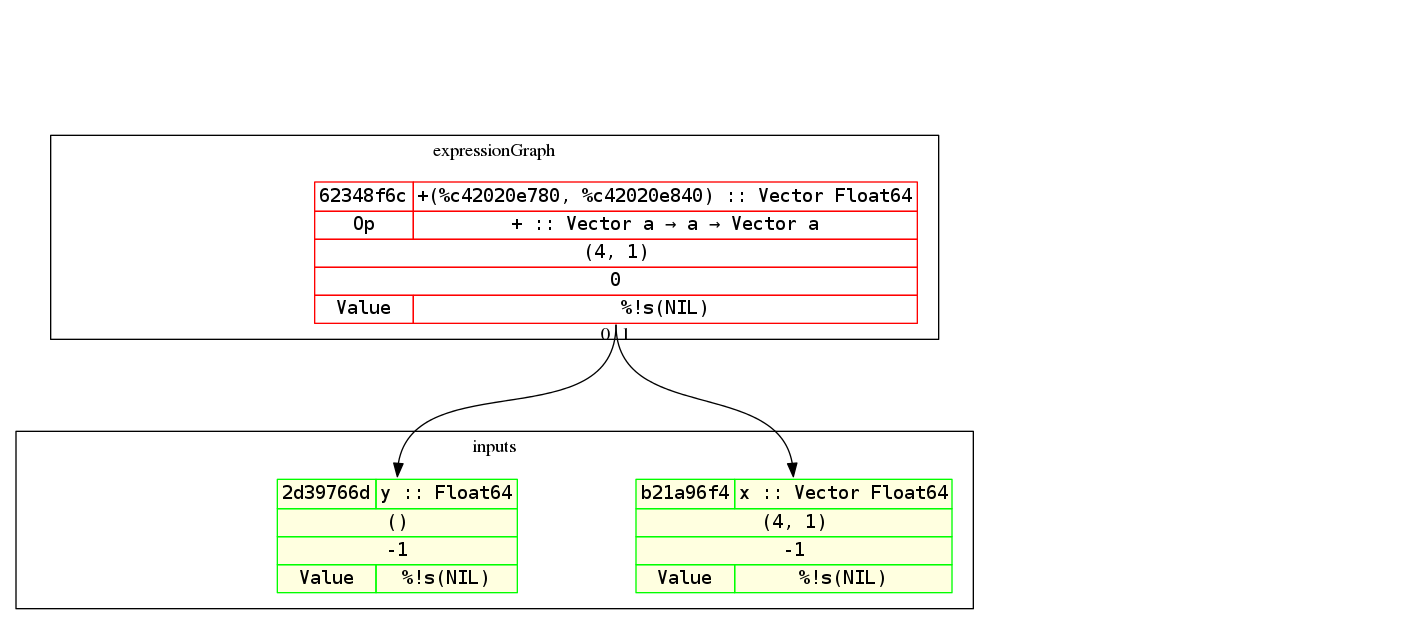 expressionGraph
62348f6c +(%c42020e780, %c42020e840) :: Vector Float64
Op + :: Vector a → a → Vector a
(4, 1)
0
Value %!s(NIL)
0 1
inputs
2d39766d y :: Float64
()
-1
Value %!s(NIL)
b21a96f4 x :: Vector Float64
(4, 1)
-1
Value %!s(NIL)